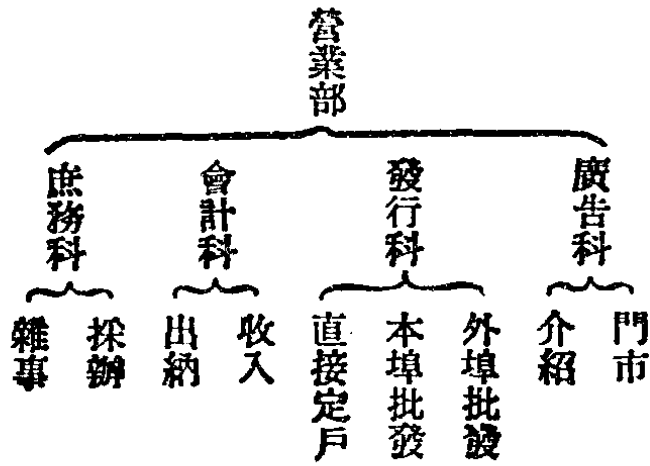 營業部
廣告科
發行科
會計科
庶務科
門市
介紹
外埠批發
本埠批發
直接定戶
收入
出納
採辦
雜事